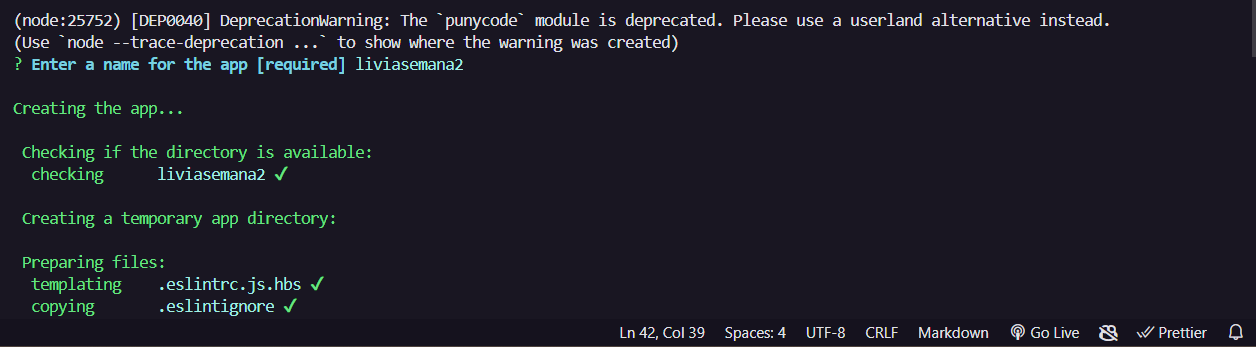 (node:25752) [DEP0040] DeprecationWarning: The `punycode` module is deprecated. Please use a userland alternative instead.
(Use `node --trace-deprecation ...` to show where the warning was created)
? Enter a name for the app [required] liviasemana2
Creating the app...
Checking if the directory is available:
checking liviasemana2 ✔
Creating a temporary app directory:
Preparing files:
templating .eslintrc.js.hbs ✔
copying .eslintignore ✔
Ln 42, Col 39 Spaces: 4 UTF-8 CRLF Markdown Go Live Prettier